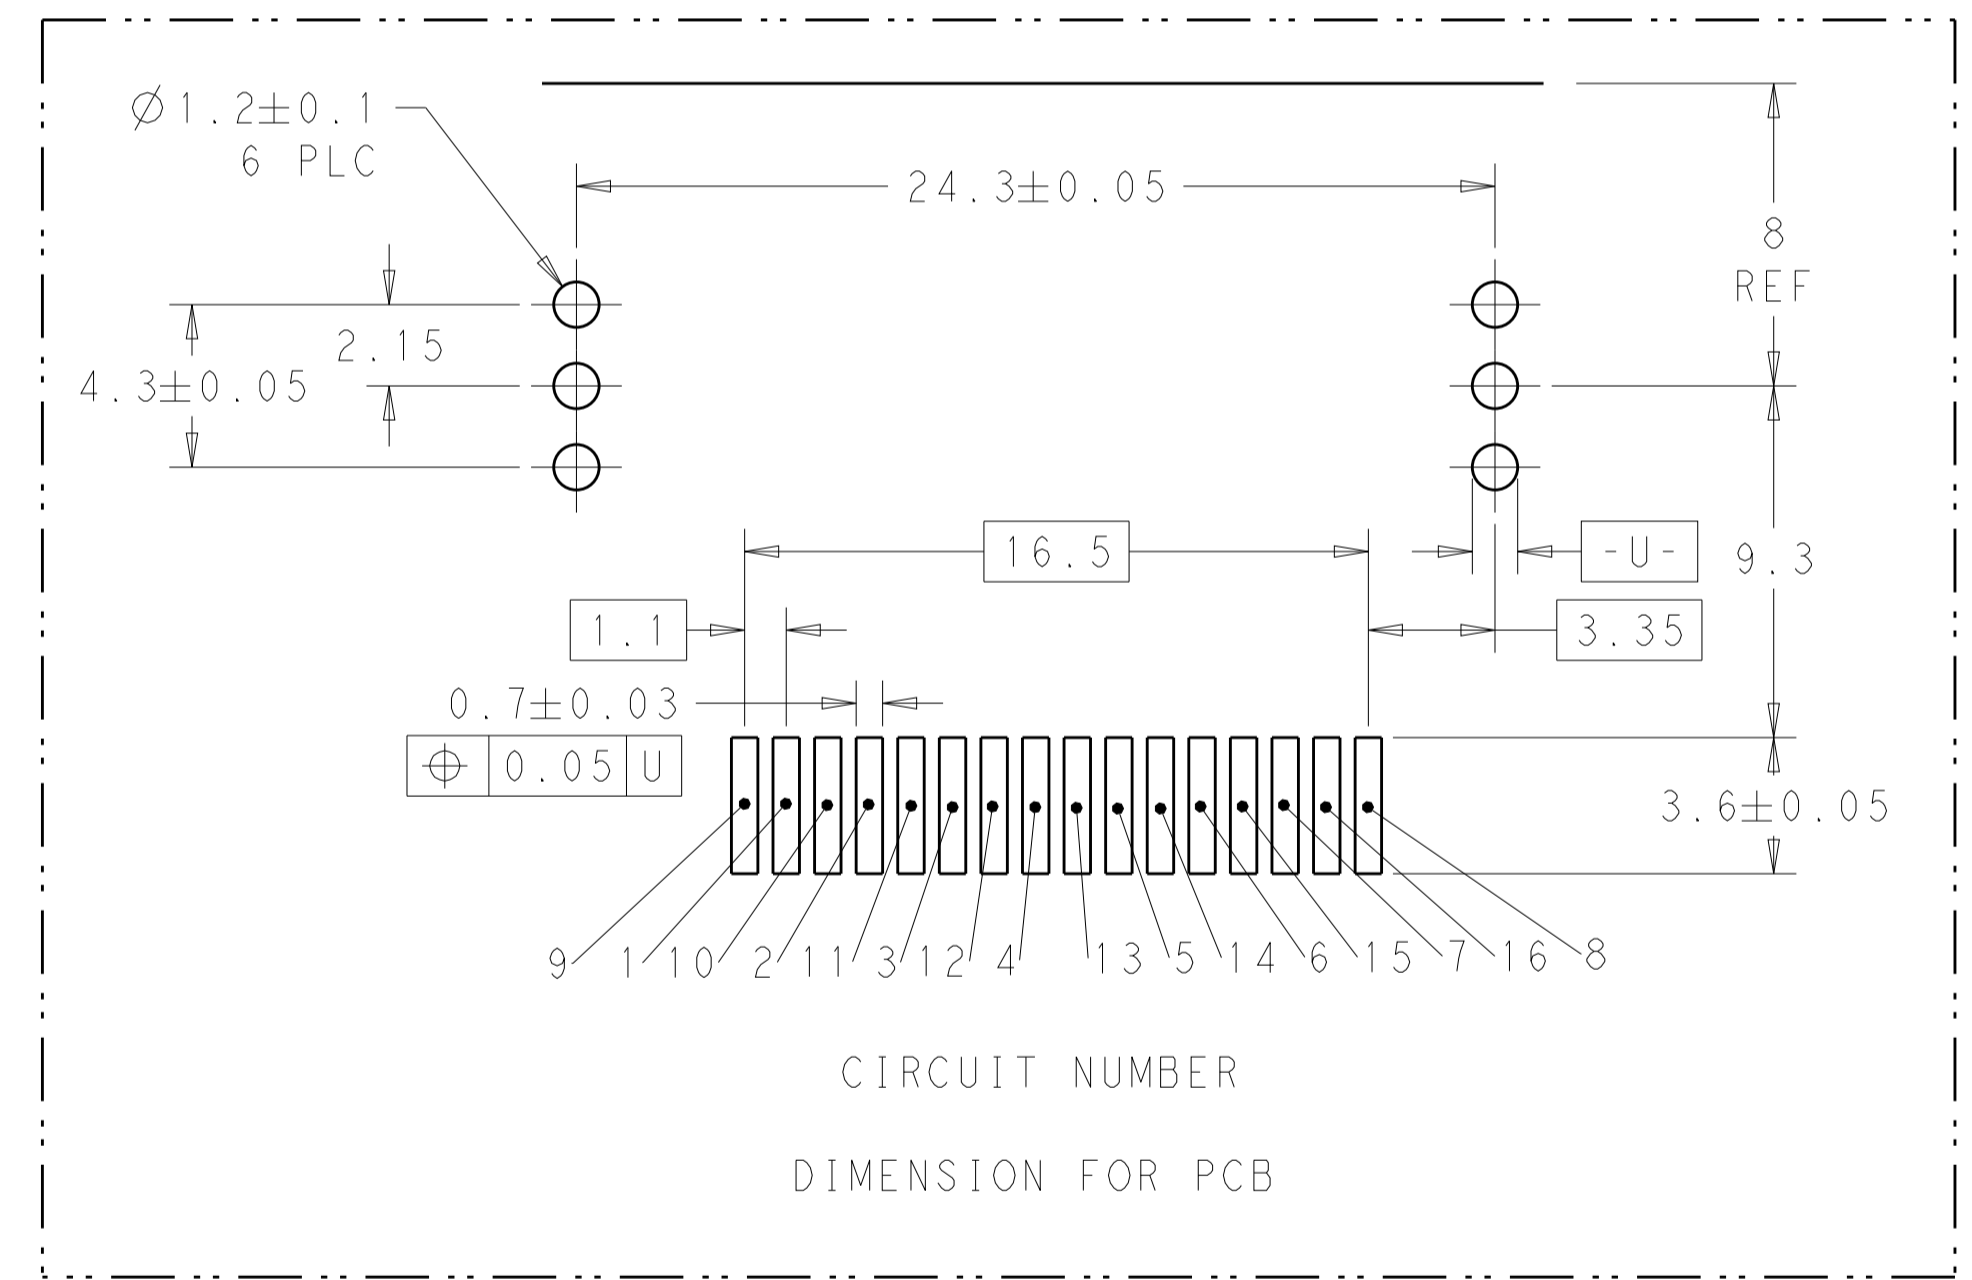 Ø1.2±0.1
6 PLC
24.3±0.05
8
REF
2.15
4.3±0.05
16.5
-U-
9.3
1.1
3.35
0.7±0.03
⌖ 0.05 U
3.6±0.05
9 1 10 2 11 3 12 4 13 5 14 6 15 7 16 8
CIRCUIT NUMBER
DIMENSION FOR PCB